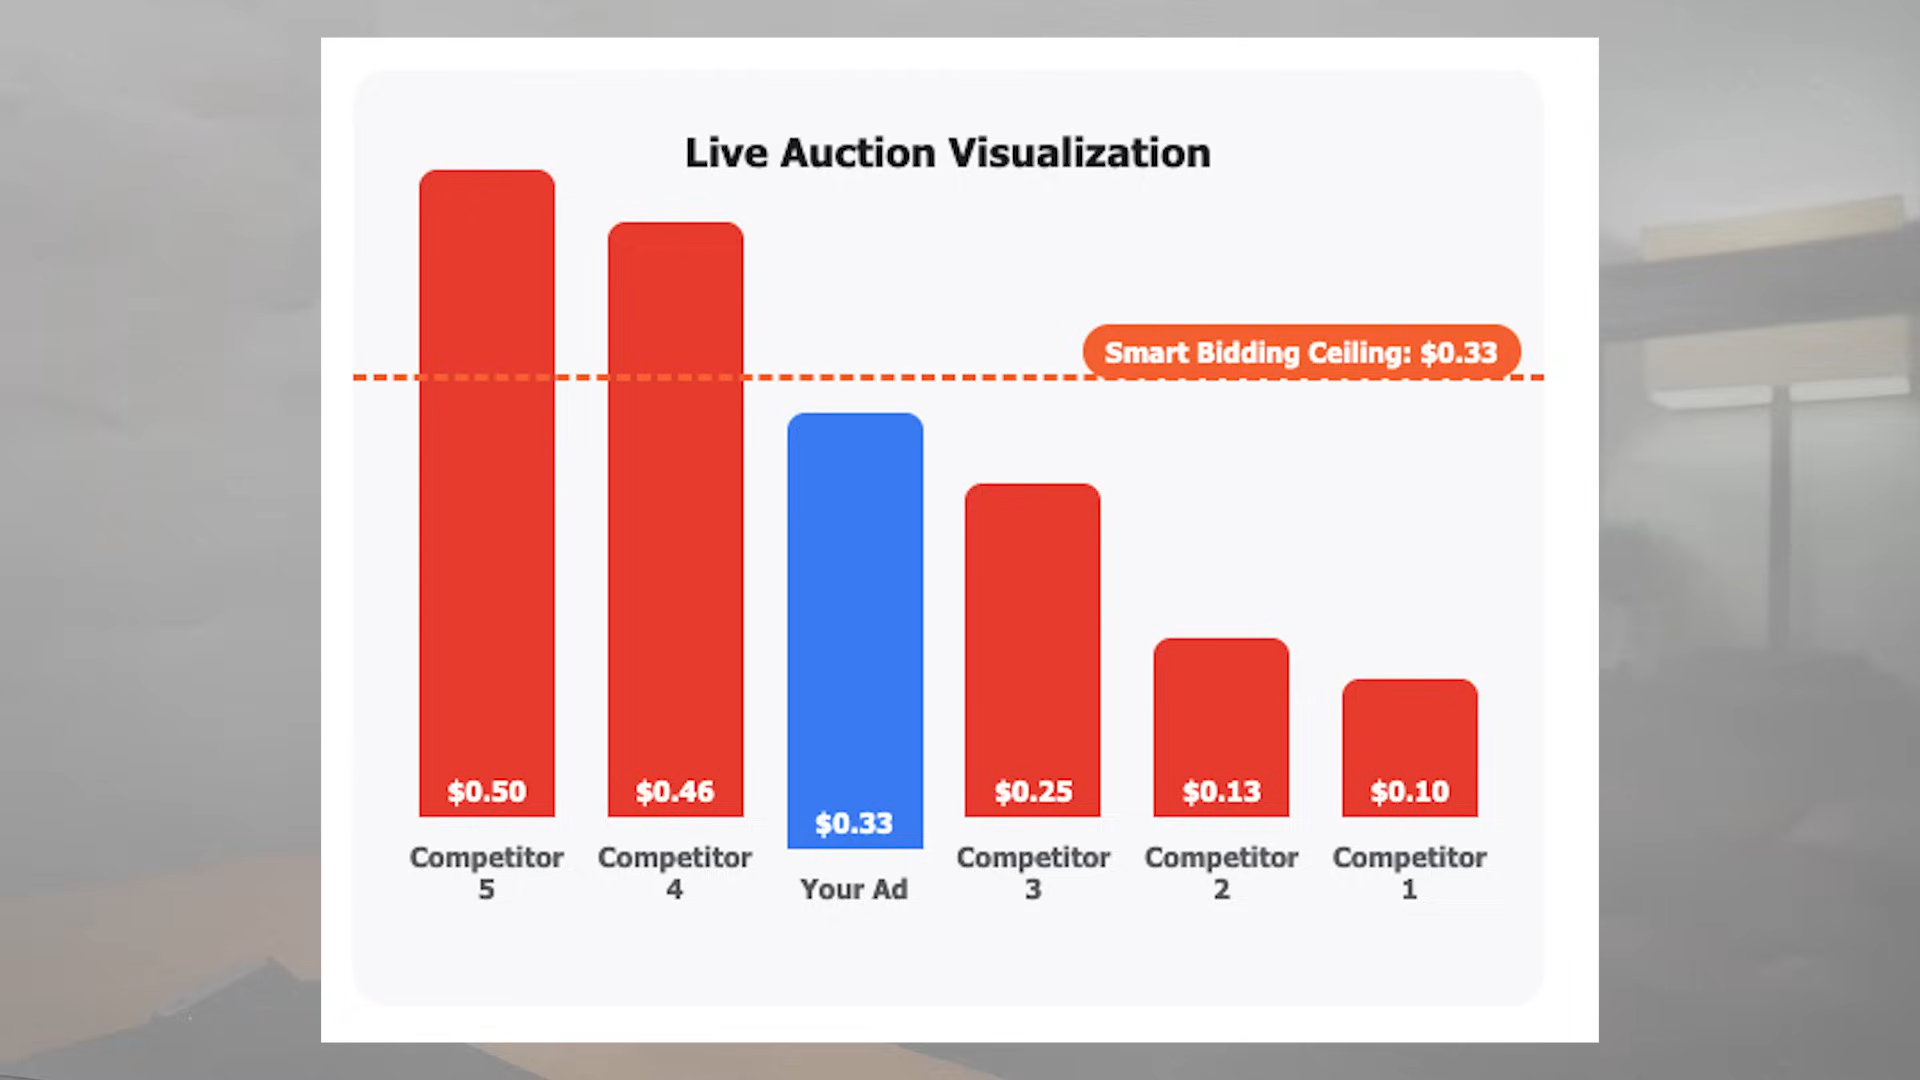 Live Auction Visualization
Smart Bidding Ceiling: $0.33
$0.50
$0.46
$0.33
$0.25
$0.13
$0.10
Competitor
5
Competitor
4
Your Ad
Competitor
3
Competitor
2
Competitor
1